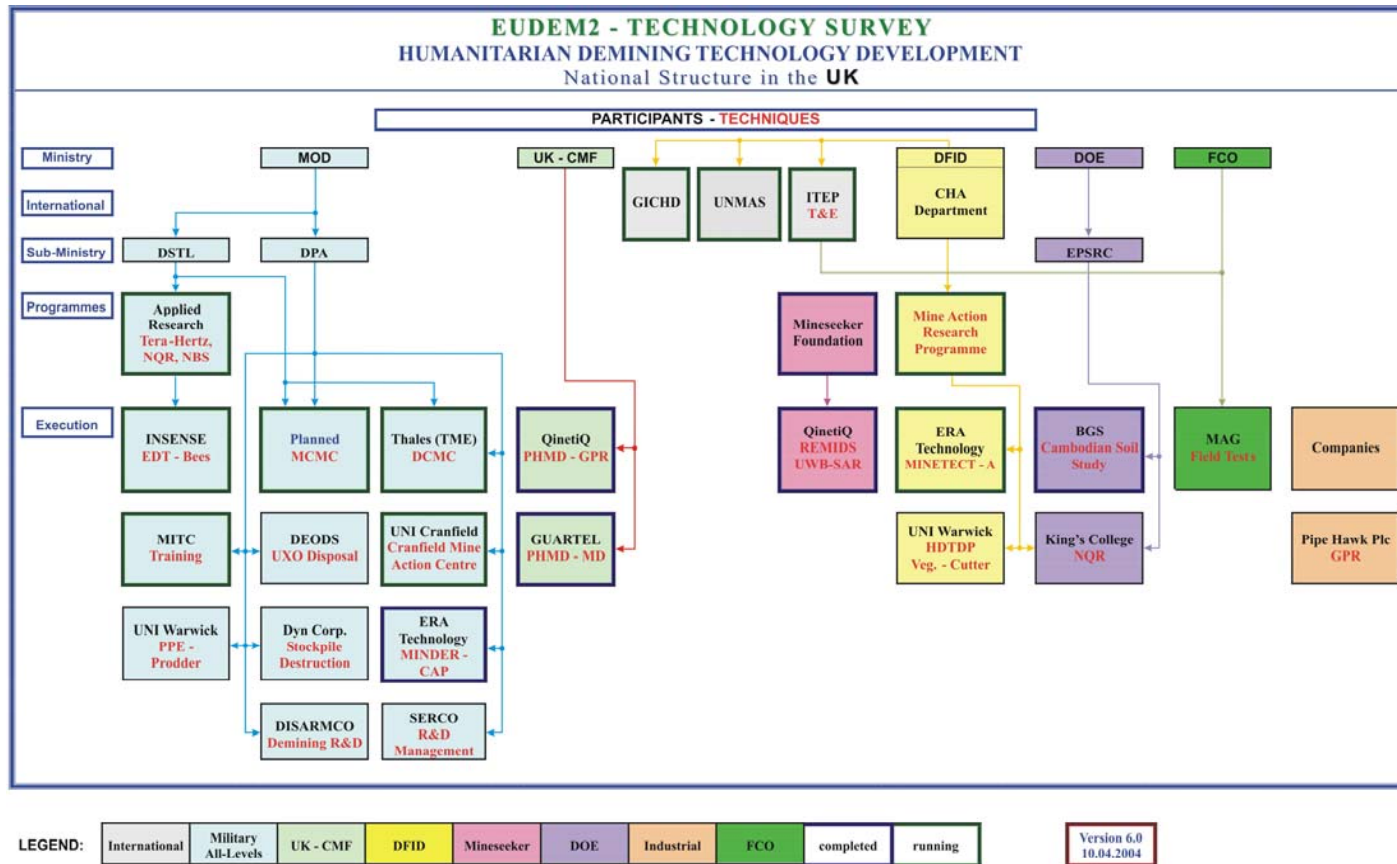 EUDEM2 - TECHNOLOGY SURVEY
HUMANITARIAN DEMINING TECHNOLOGY DEVELOPMENT
National Structure in the UK
PARTICIPANTS - TECHNIQUES
Ministry
MOD
UK - CMF
DFID
DOE
FCO
International
GICHD
UNMAS
ITEP
T&E
CHA
Department
Sub-Ministry
DSTL
DPA
EPSRC
Programmes
Applied
Research
Tera-Hertz,
NQR, NBS
Mineseeker
Foundation
Mine Action
Research
Programme
Execution
INSENSE
EDT - Bees
Planned
MCMC
Thales (TME)
DCMC
QinetiQ
PHMD - GPR
QinetiQ
REMIDS
UWB-SAR
ERA
Technology
MINETECT - A
BGS
Cambodian Soil
Study
MAG
Field Tests
Companies
MITC
Training
DEODS
UXO Disposal
UNI Cranfield
Cranfield Mine
Action Centre
GUARTEL
PHMD - MD
UNI Warwick
HDTDP
Veg. - Cutter
King's College
NQR
Pipe Hawk Plc
GPR
UNI Warwick
PPE -
Prodder
Dyn Corp.
Stockpile
Destruction
ERA
Technology
MINDER -
CAP
DISARMCO
Demining R&D
SERCO
R&D
Management
LEGEND:
International
Military
All-Levels
UK - CMF
DFID
Mineseeker
DOE
Industrial
FCO
completed
running
Version 6.0
10.04.2004